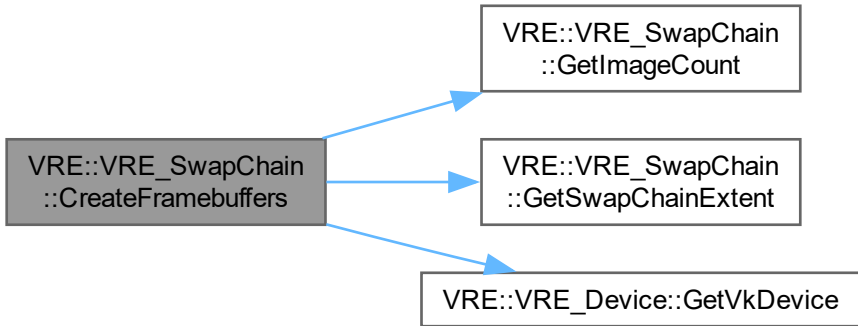 VRE::VRE_SwapChain
::CreateFramebuffers
VRE::VRE_SwapChain
::GetImageCount
VRE::VRE_SwapChain
::GetSwapChainExtent
VRE::VRE_Device::GetVkDevice